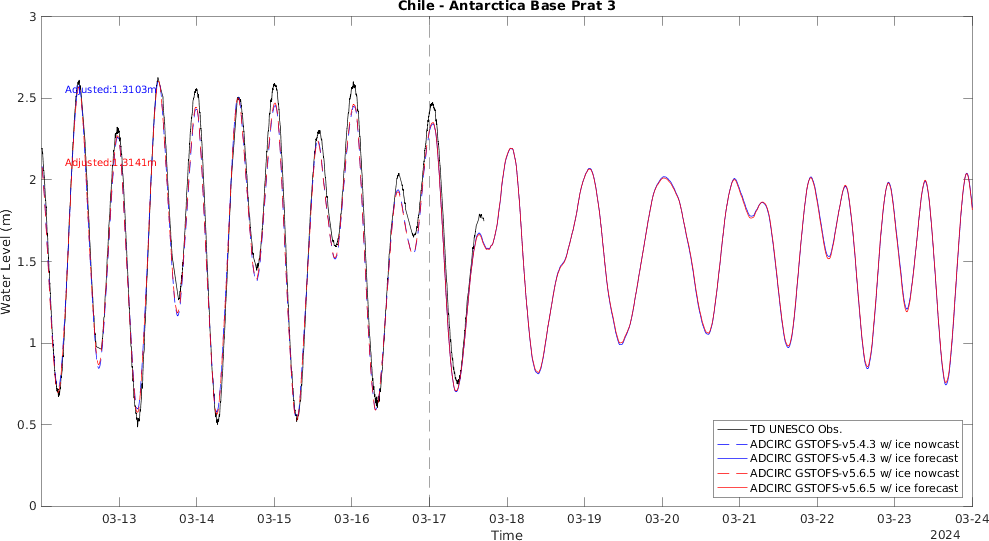 Chile - Antarctica Base Prat 3
3
2.5
2
1.5
1
0.5
0
Water Level (m)
Adjusted:1.3103m
Adjusted:1.3141m
TD UNESCO Obs.
ADCIRC GSTOFS-v5.4.3 w/ ice nowcast
ADCIRC GSTOFS-v5.4.3 w/ ice forecast
ADCIRC GSTOFS-v5.6.5 w/ ice nowcast
ADCIRC GSTOFS-v5.6.5 w/ ice forecast
03-13 03-14 03-15 03-16 03-17 03-18 03-19 03-20 03-21 03-22 03-23 03-24
Time
2024